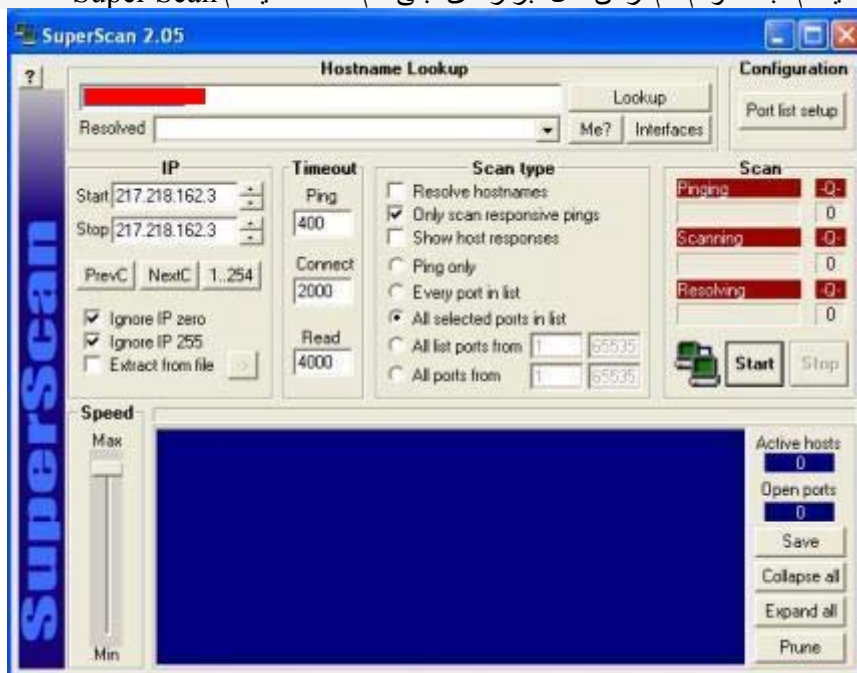 Super Scan
SuperScan 2.05
?
Hostname Lookup
Lookup
Resolved
Me?
Interfaces
Configuration
Port list setup
IP
Start 217.218.162.3
Stop 217.218.162.3
PrevC
NextC
1..254
Ignore IP zero
Ignore IP 255
Extract from file
->
Timeout
Ping
400
Connect
2000
Read
4000
Scan type
Resolve hostnames
Only scan responsive pings
Show host responses
Ping only
Every port in list
All selected ports in list
All list ports from 1 65535
All ports from 1 65535
Scan
Pinging -Q-
0
Scanning -Q-
0
Resolving -Q-
0
Start
Stop
Speed
Max
Min
SuperScan
Active hosts
0
Open ports
0
Save
Collapse all
Expand all
Prune